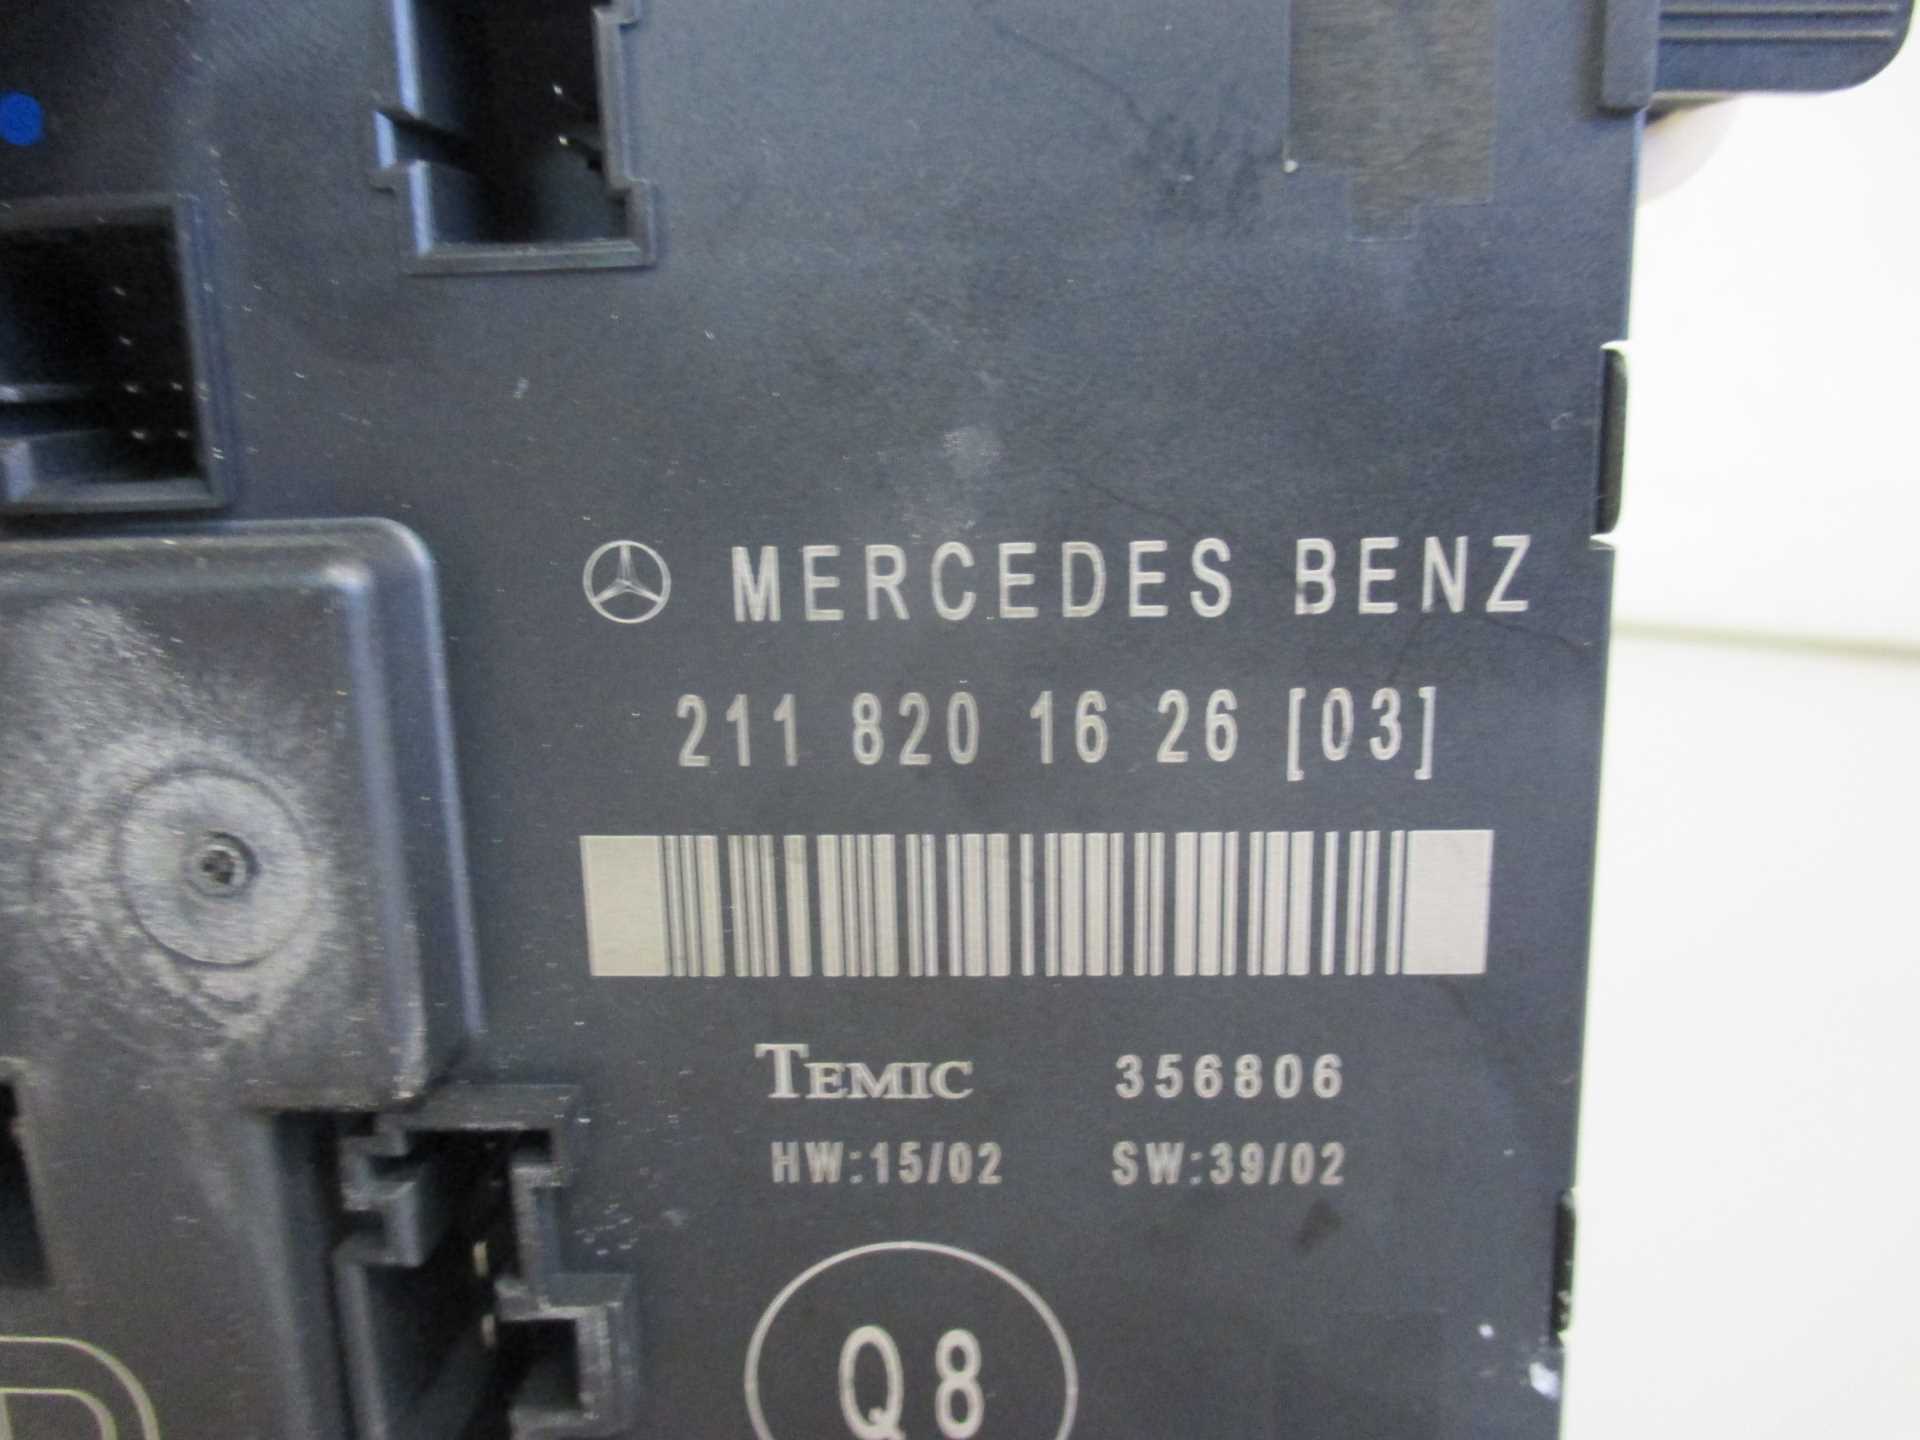 MERCEDES BENZ
211 820 16 26 [03]
TEMIC 356806
HW:15/02 SW:39/02
Q8